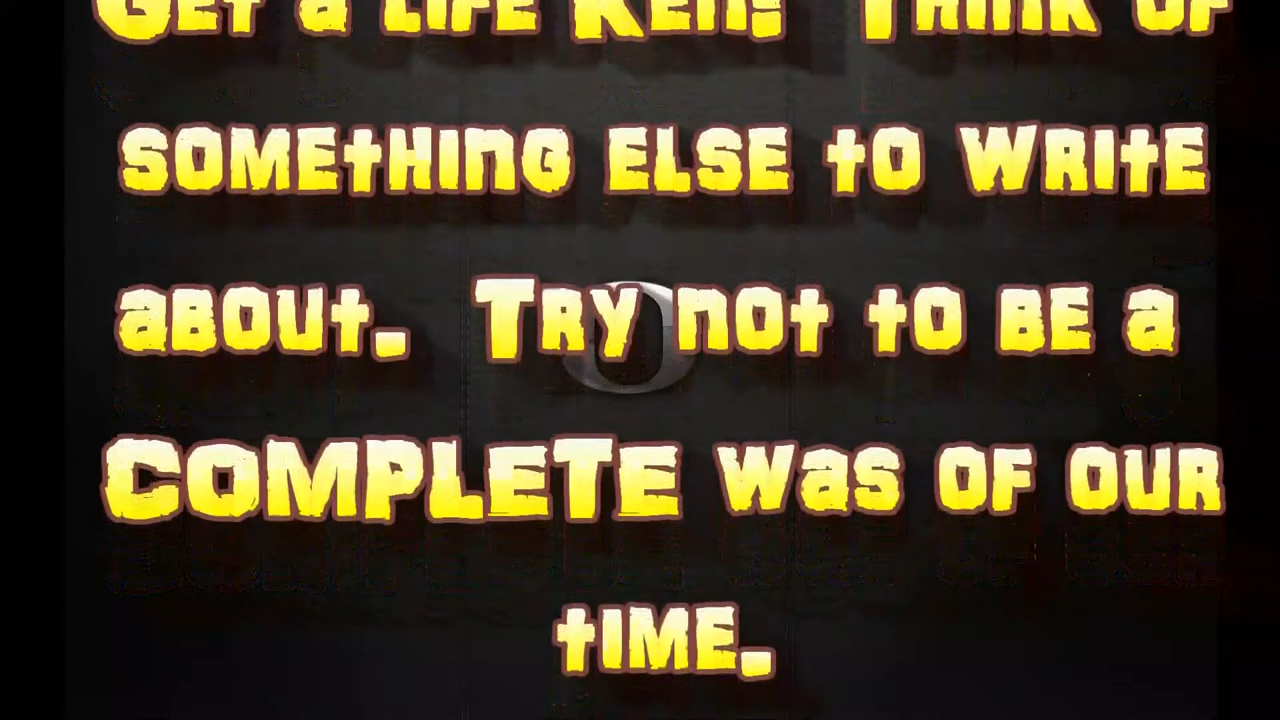 Get a life Ken! Think of
something else to write
about. Try not to be a
COMPLETE was of our
time.